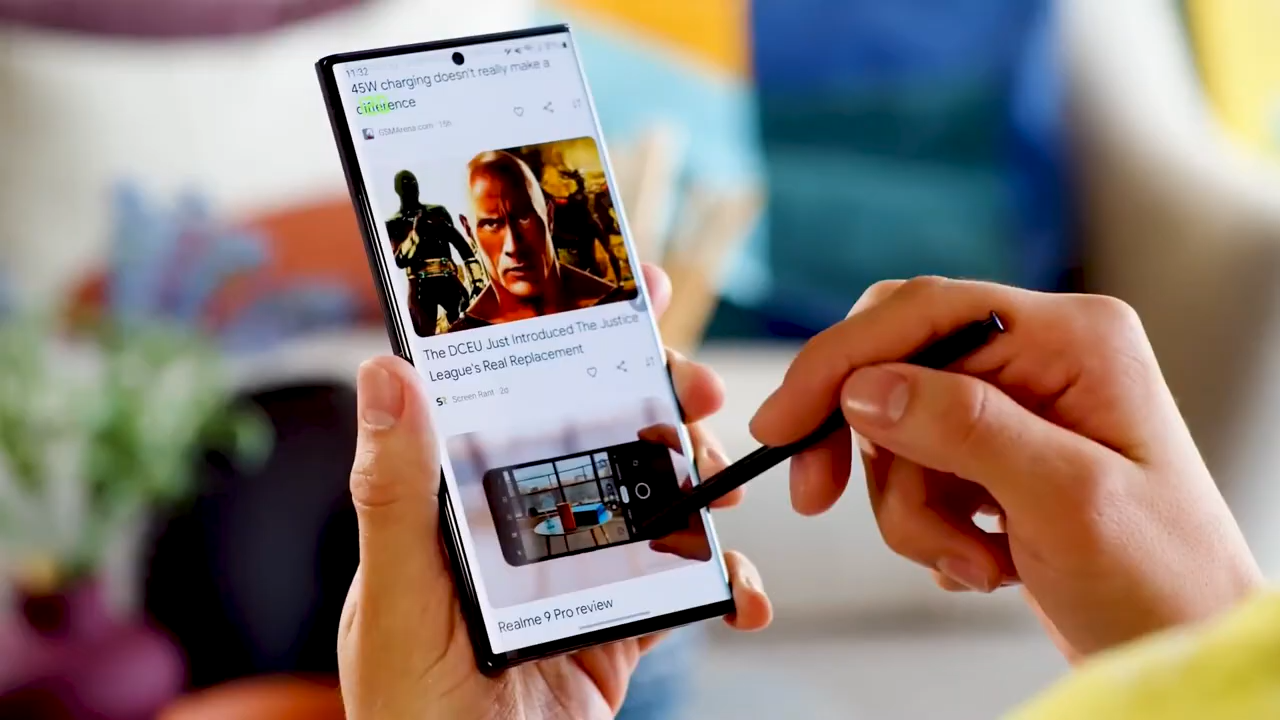 11:32
45W charging doesn't really make a
difference
GSMArena.com · 15h
The DCEU Just Introduced The Justice
League's Real Replacement
Screen Rant · 2d
Realme 9 Pro review